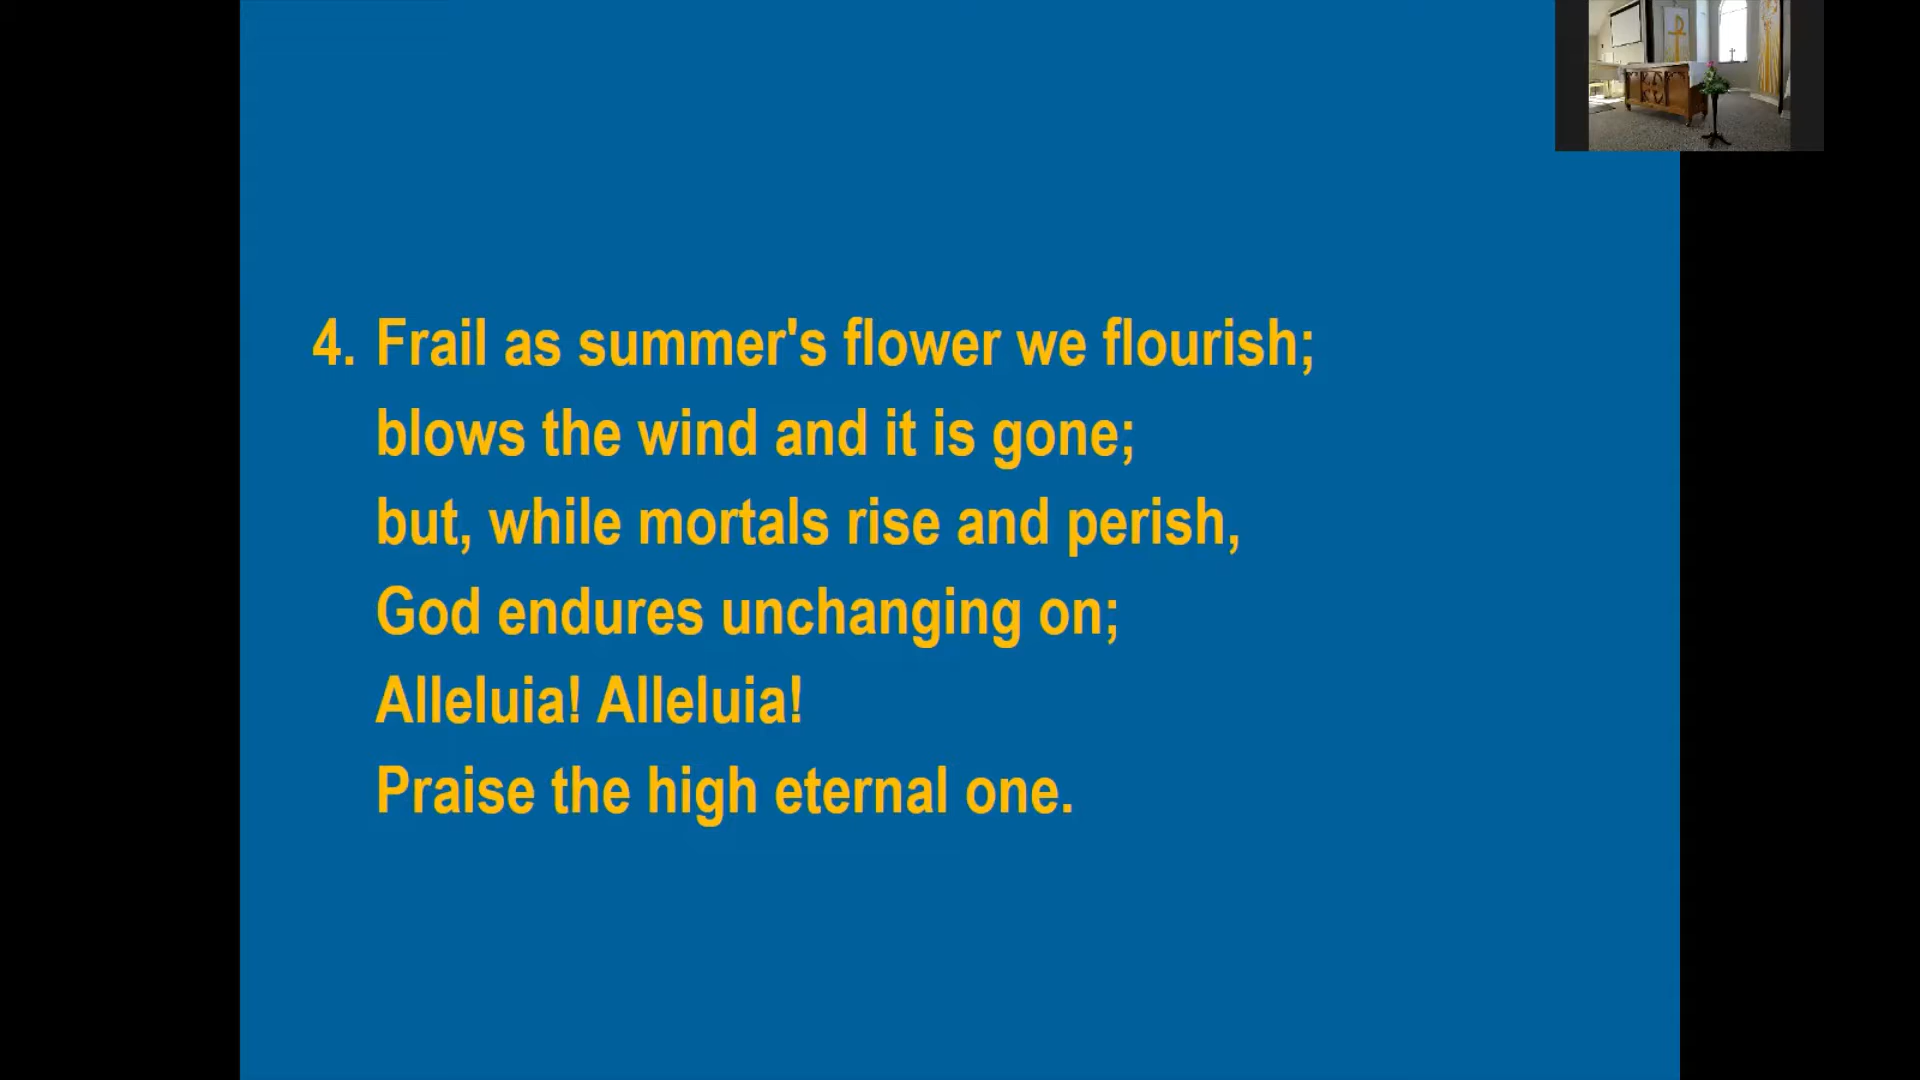 4. Frail as summer's flower we flourish;
blows the wind and it is gone;
but, while mortals rise and perish,
God endures unchanging on;
Alleluia! Alleluia!
Praise the high eternal one.